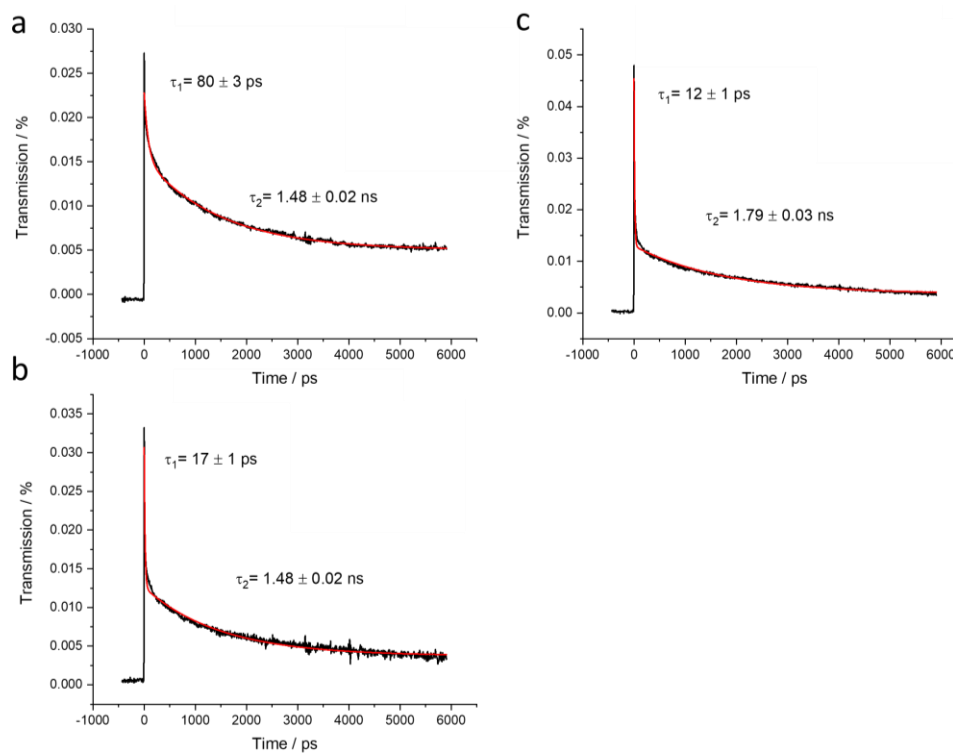 a
0.030
0.025
0.020
0.015
0.010
0.005
0.000
-0.005
Transmission / %
τ1= 80 ± 3 ps
τ2= 1.48 ± 0.02 ns
-1000 0 1000 2000 3000 4000 5000 6000
Time / ps
b
0.035
0.030
0.025
0.020
0.015
0.010
0.005
0.000
Transmission / %
τ1= 17 ± 1 ps
τ2= 1.48 ± 0.02 ns
-1000 0 1000 2000 3000 4000 5000 6000
Time / ps
c
0.05
0.04
0.03
0.02
0.01
0.00
Transmission / %
τ1= 12 ± 1 ps
τ2= 1.79 ± 0.03 ns
-1000 0 1000 2000 3000 4000 5000 6000
Time / ps